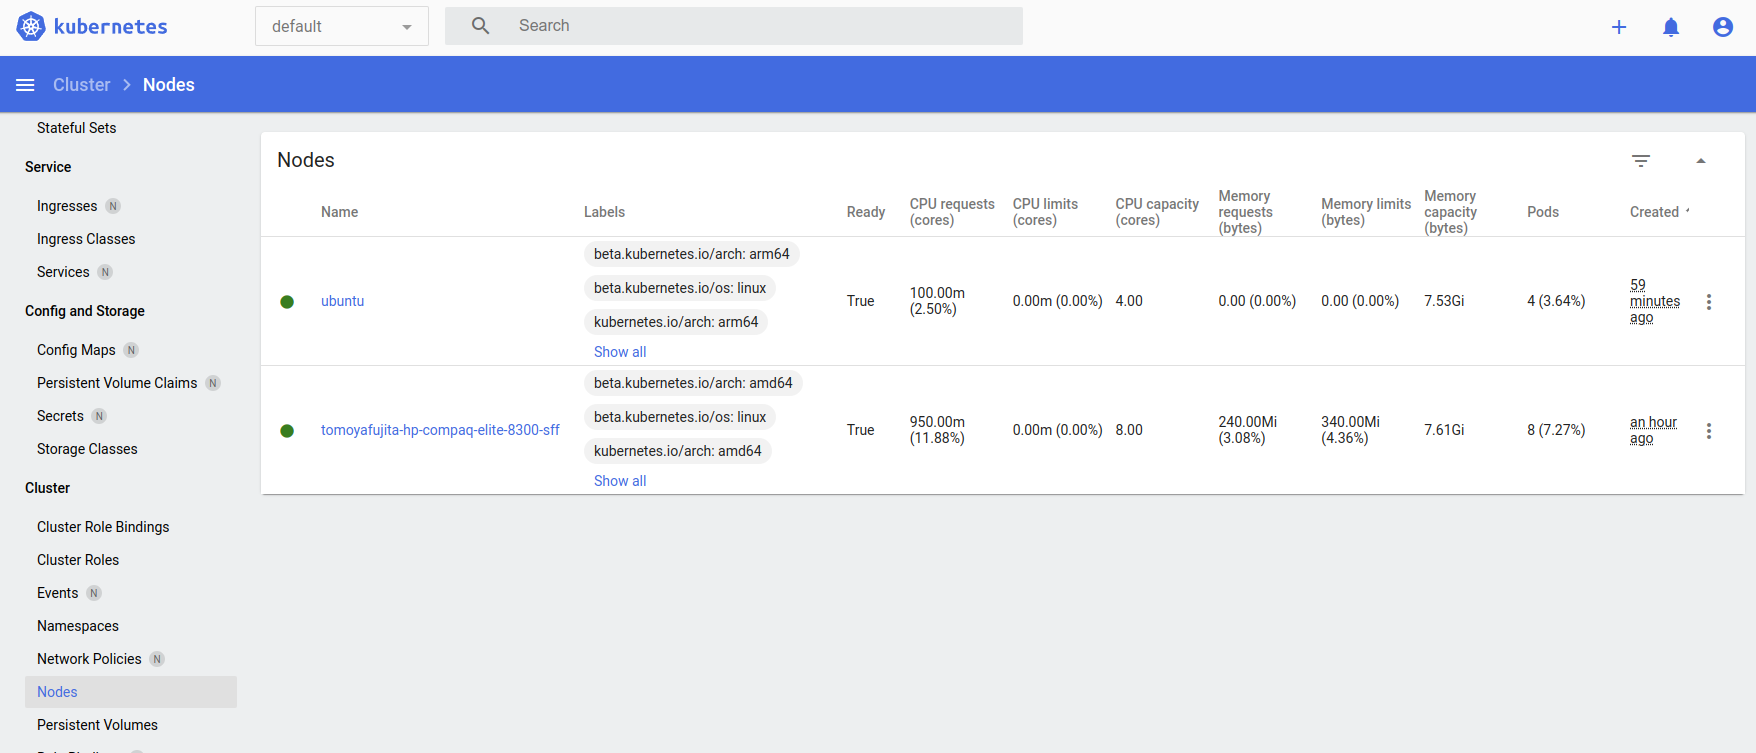 kubernetes
default
Search
Cluster > Nodes
Stateful Sets
Service
Ingresses N
Ingress Classes
Services N
Config and Storage
Config Maps N
Persistent Volume Claims N
Secrets N
Storage Classes
Cluster
Cluster Role Bindings
Cluster Roles
Events N
Namespaces
Network Policies N
Nodes
Persistent Volumes
Nodes
Name
Labels
Ready
CPU requests
(cores)
CPU limits
(cores)
CPU capacity
(cores)
Memory
requests
(bytes)
Memory limits
(bytes)
Memory
capacity
(bytes)
Pods
Created
ubuntu
beta.kubernetes.io/arch: arm64
beta.kubernetes.io/os: linux
kubernetes.io/arch: arm64
Show all
True
100.00m
(2.50%)
0.00m (0.00%)
4.00
0.00 (0.00%)
0.00 (0.00%)
7.53Gi
4 (3.64%)
59
minutes
ago
tomoyafujita-hp-compaq-elite-8300-sff
beta.kubernetes.io/arch: amd64
beta.kubernetes.io/os: linux
kubernetes.io/arch: amd64
Show all
True
950.00m
(11.88%)
0.00m (0.00%)
8.00
240.00Mi
(3.08%)
340.00Mi
(4.36%)
7.61Gi
8 (7.27%)
an hour
ago